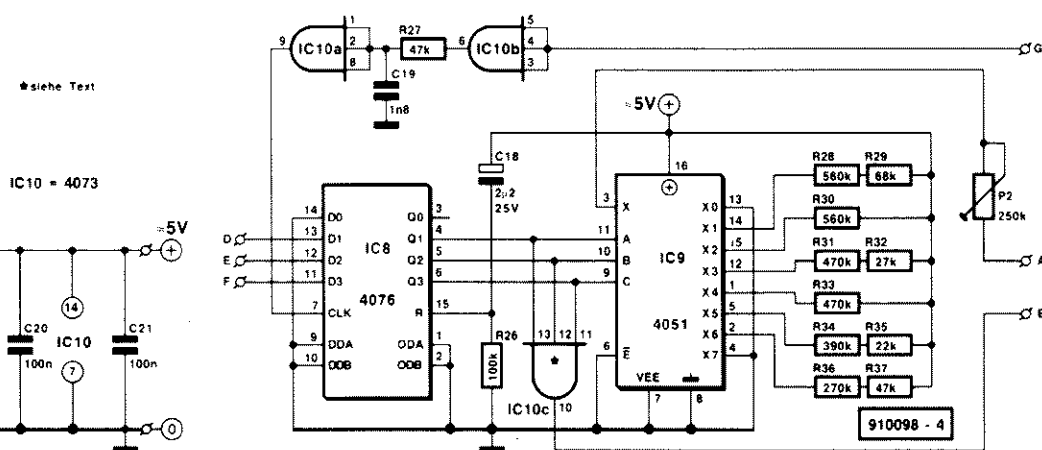 ★ siehe Text
IC10 = 4073
9 IC10a 1 2 8
R27 47k
6 IC10b 5 4 3
G
C19 1n8
≈5V +
C18 2µ2 25V
16 +
R28 560k R29 68k
R30 560k
R31 470k R32 27k
R33 470k
R34 390k R35 22k
R36 270k R37 47k
P2 250k
A
≈5V +
D
E
F
14 D0 Q0 3
13 D1 Q1 4
12 D2 Q2 5
11 D3 Q3 6
7 CLK R 15
9 DDA ODA 1
10 DDB ODB 2
IC8
4076
R26 100k
13 12 11
★
IC10c 10
3 X X0 13
X1 14
11 A X2 15
10 B X3 12
9 C X4 1
X5 5
X6 2
6 E̅ X7 4
IC9
4051
VEE
7 8
C20 100n
14
IC10
7
C21 100n
0
910098 - 4